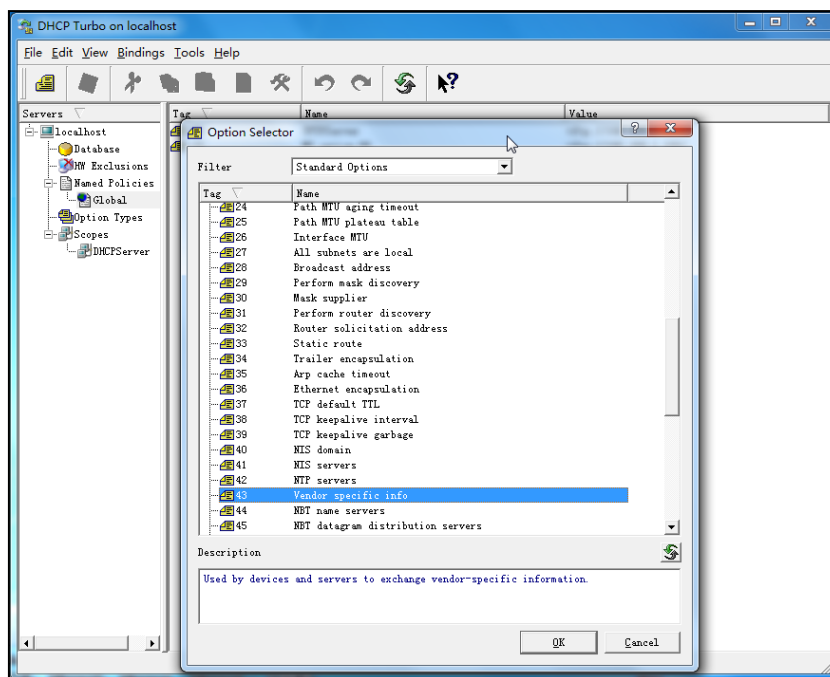 DHCP Turbo on localhost
File Edit View Bindings Tools Help
Servers
Tag Name Value
localhost
Database
HW Exclusions
Named Policies
Global
Option Types
Scopes
DHCPServer
Option Selector
Filter Standard Options
Tag Name
24 Path MTU aging timeout
25 Path MTU plateau table
26 Interface MTU
27 All subnets are local
28 Broadcast address
29 Perform mask discovery
30 Mask supplier
31 Perform router discovery
32 Router solicitation address
33 Static route
34 Trailer encapsulation
35 Arp cache timeout
36 Ethernet encapsulation
37 TCP default TTL
38 TCP keepalive interval
39 TCP keepalive garbage
40 NIS domain
41 NIS servers
42 NTP servers
43 Vendor specific info
44 NBT name servers
45 NBT datagram distribution servers
Description
Used by devices and servers to exchange vendor-specific information.
OK Cancel